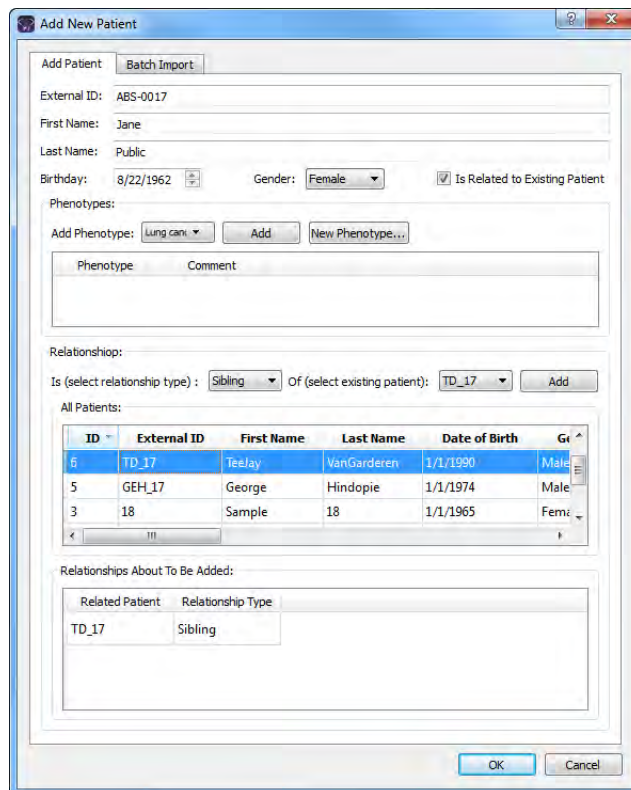 Add New Patient
Add Patient Batch Import
External ID: ABS-0017
First Name: Jane
Last Name: Public
Birthday: 8/22/1962 Gender: Female Is Related to Existing Patient
Phenotypes:
Add Phenotype: Lung canc Add New Phenotype...
Phenotype Comment
Relationshiop:
Is (select relationship type) : Sibling Of (select existing patient): TD_17 Add
All Patients:
ID External ID First Name Last Name Date of Birth Ge
6 TD_17 TeeJay VanGarderen 1/1/1990 Male
5 GEH_17 George Hindopie 1/1/1974 Male
3 18 Sample 18 1/1/1965 Fema
Relationships About To Be Added:
Related Patient Relationship Type
TD_17 Sibling
OK Cancel